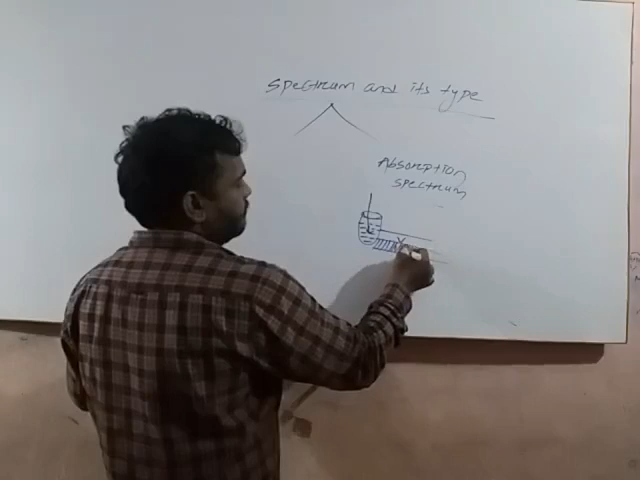 Spectrum and its type
Absorption
spectrum